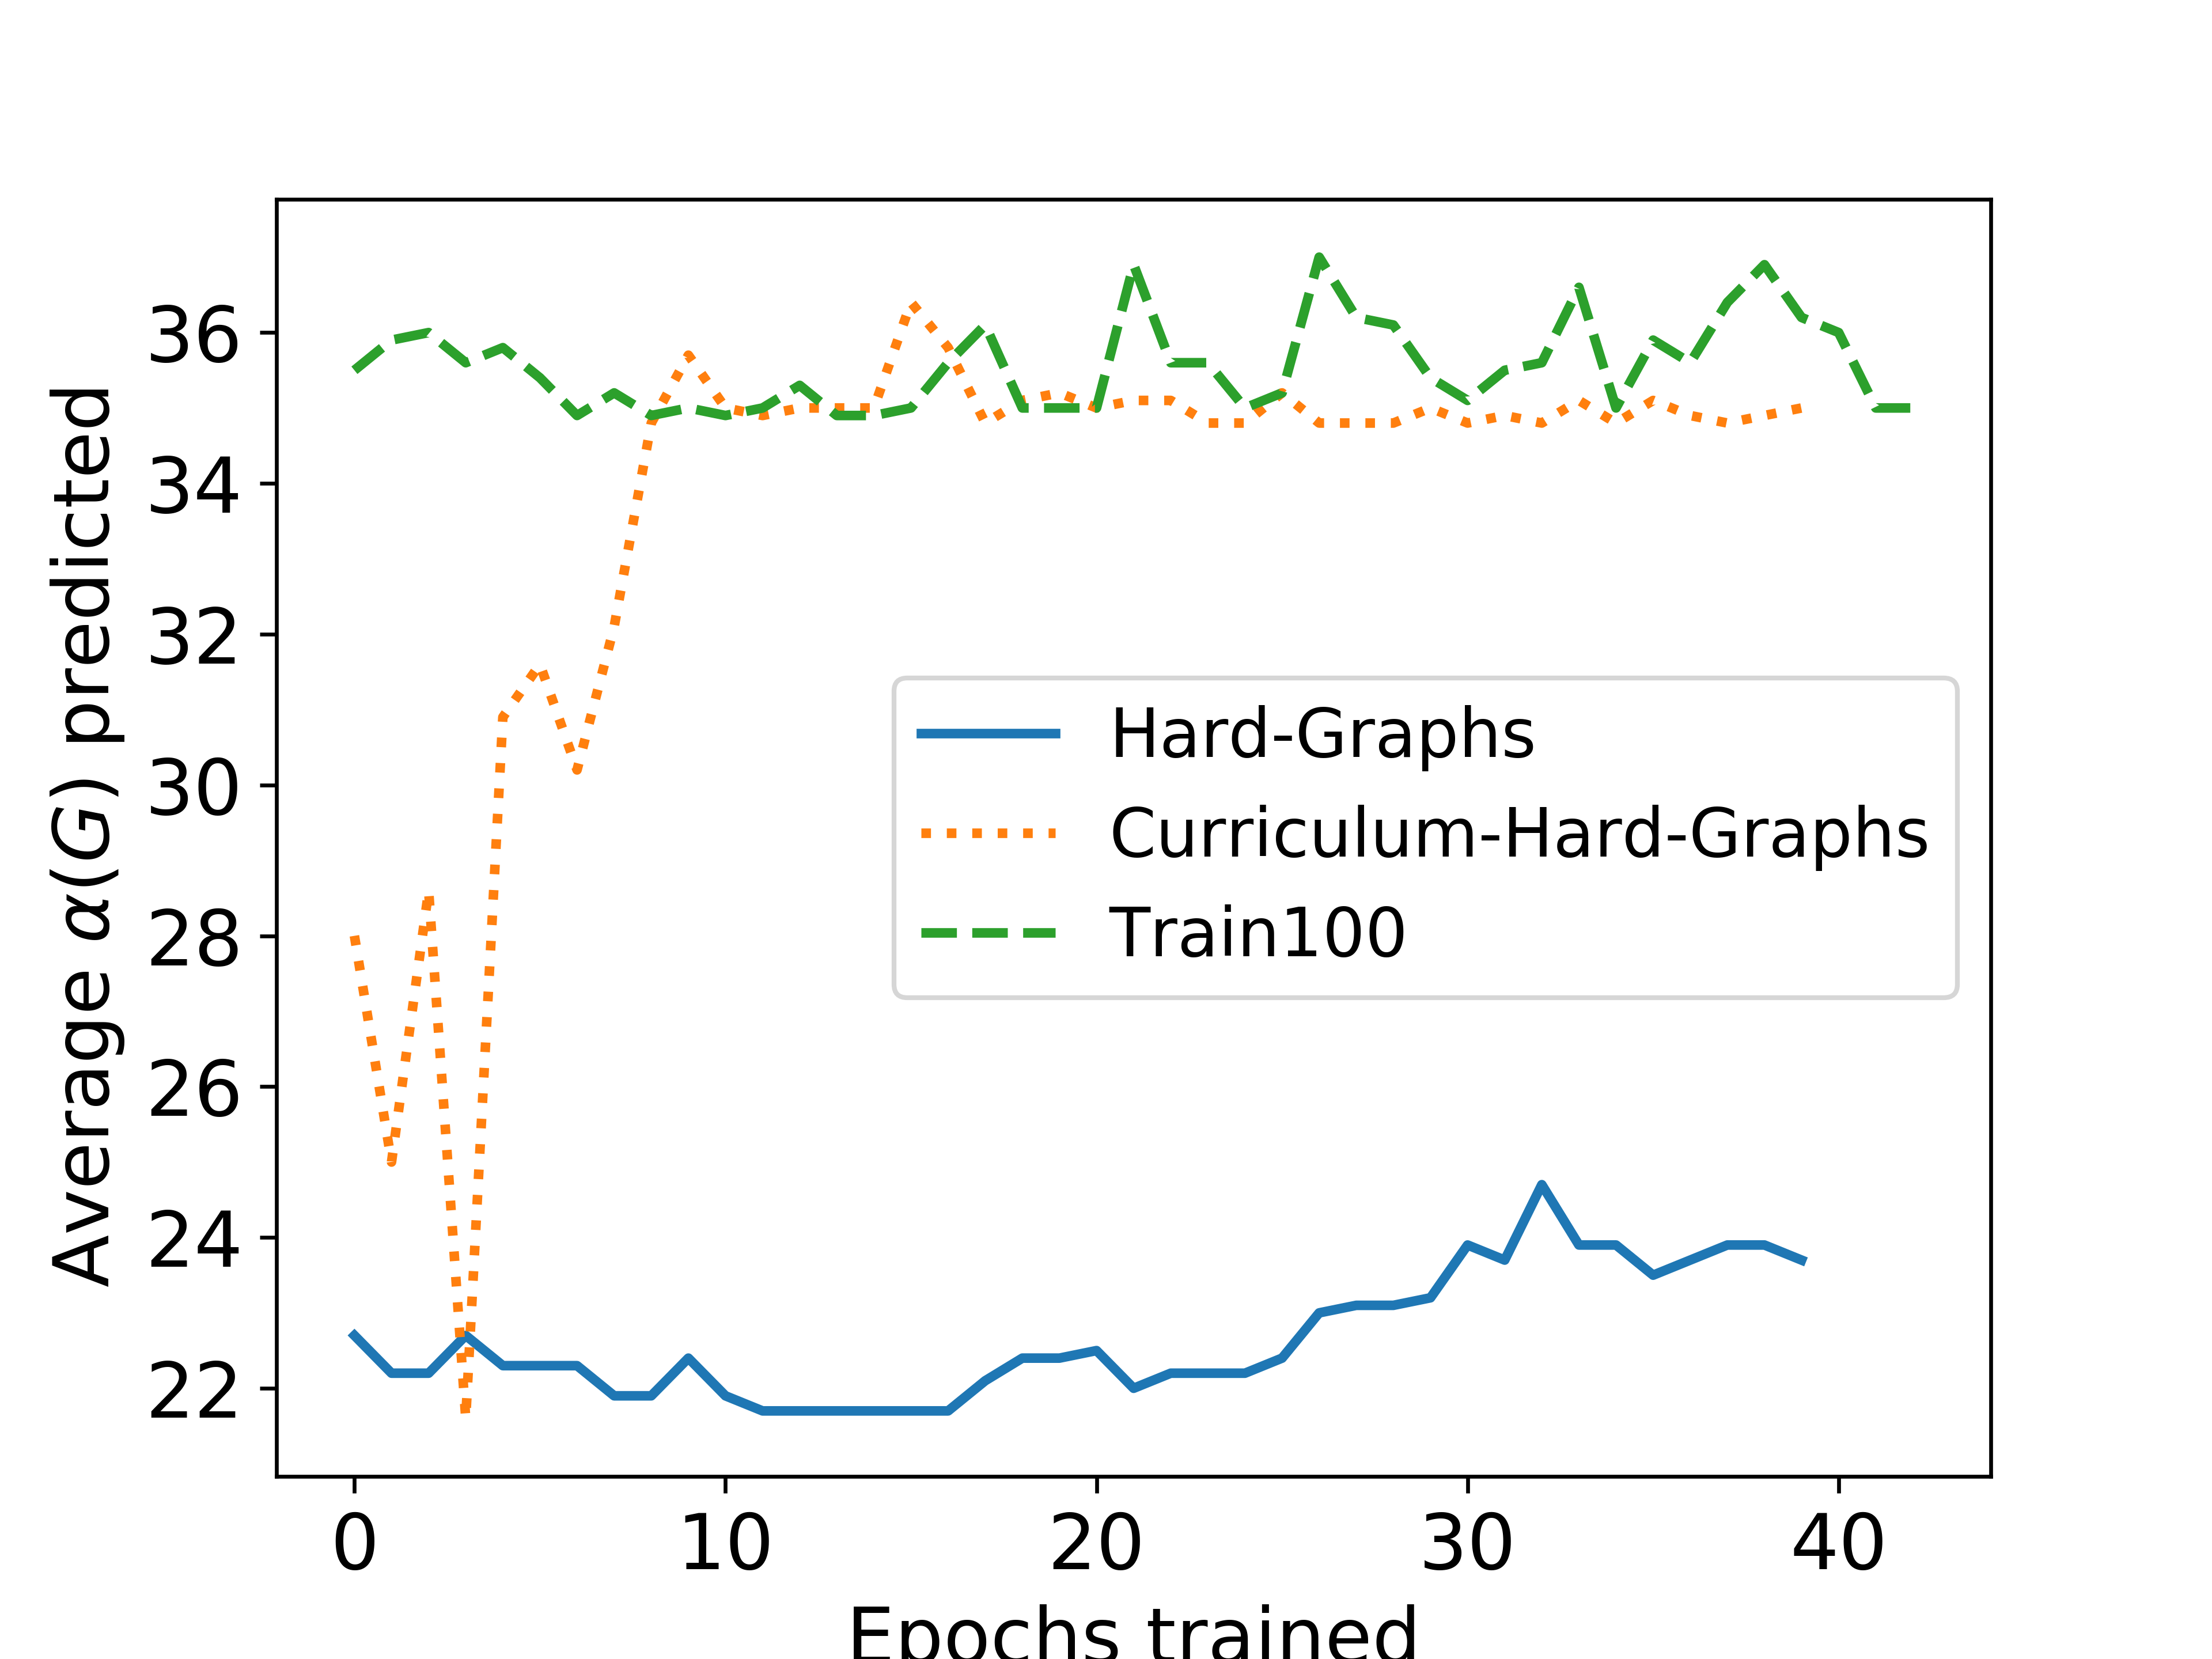 Average α(G) predicted
36
34
32
30
28
26
24
22
Hard-Graphs
Curriculum-Hard-Graphs
Train100
0 10 20 30 40
Epochs trained